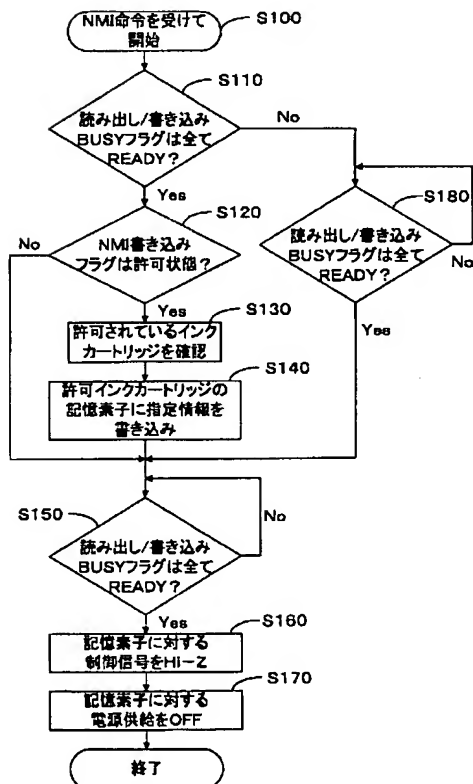 NMI命令を受けて
開始
S100
S110
読み出し/書き込み
BUSYフラグは全て
READY?
No
Yes
S120
NMI書き込み
フラグは許可状態?
No
Yes
S180
読み出し/書き込み
BUSYフラグは全て
READY?
No
Yes
S130
許可されているインク
カートリッジを確認
S140
許可インクカートリッジの
記憶素子に指定情報を
書き込み
S150
読み出し/書き込み
BUSYフラグは全て
READY?
No
Yes
S160
記憶素子に対する
制御信号をHi-Z
S170
記憶素子に対する
電源供給をOFF
終了